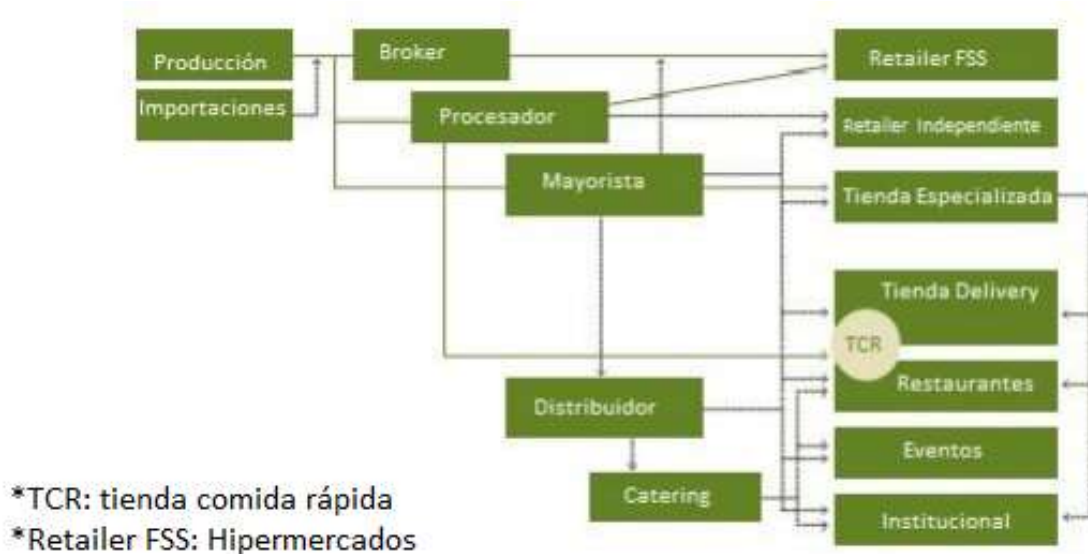 Producción
Importaciones
Broker
Procesador
Mayorista
Distribuidor
Catering
Retailer FSS
Retailer Independiente
Tienda Especializada
Tienda Delivery
TCR
Restaurantes
Eventos
Institucional
*TCR: tienda comida rápida
*Retailer FSS: Hipermercados